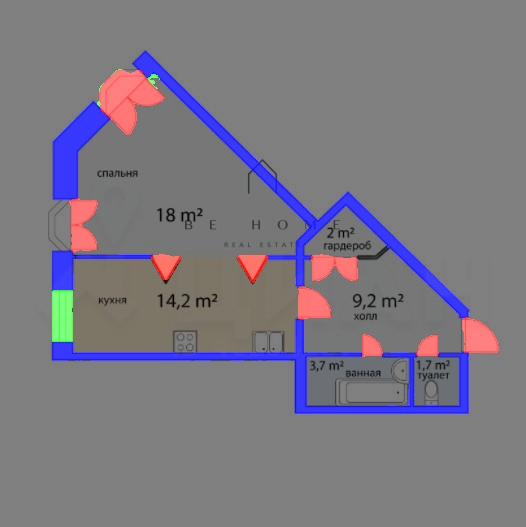 спальня
18 m²
BE HOME
REAL ESTATE
2 m²
гардероб
кухня
14,2 m²
9,2 m²
холл
3,7 m²
ванная
1,7 m²
туалет